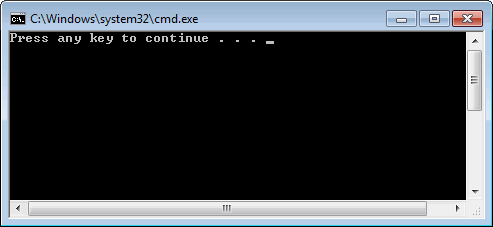 C:\Windows\system32\cmd.exe
Press any key to continue . . . _